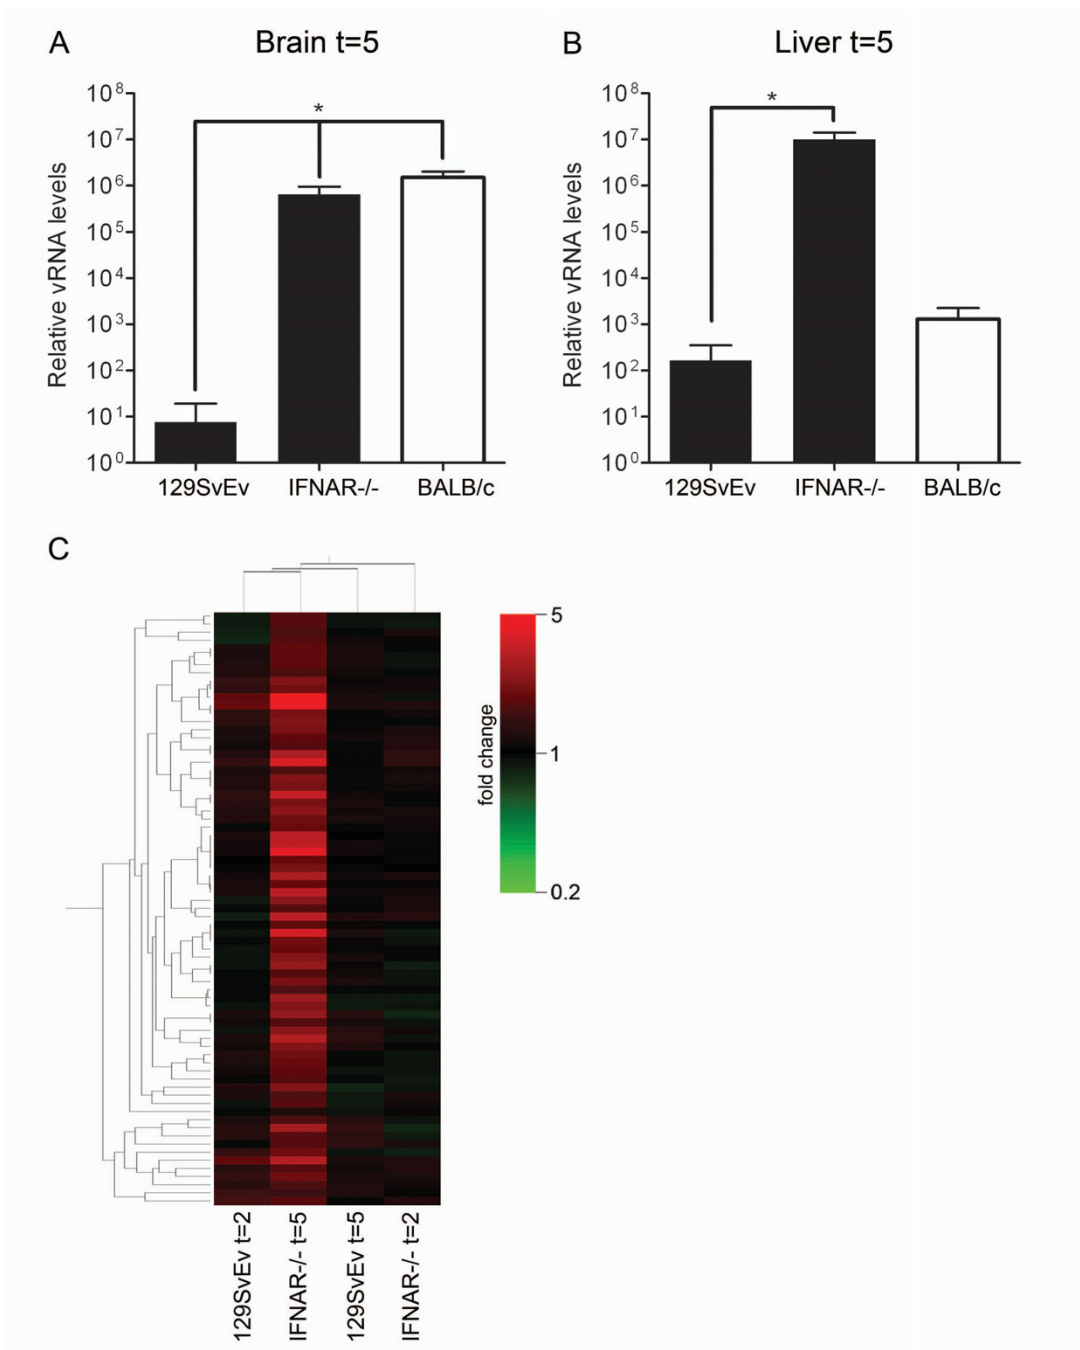 A
Brain t=5
Relative vRNA levels
10^8
10^7
10^6
10^5
10^4
10^3
10^2
10^1
10^0
*
129SvEv
IFNAR-/-
BALB/c
B
Liver t=5
Relative vRNA levels
10^8
10^7
10^6
10^5
10^4
10^3
10^2
10^1
10^0
*
129SvEv
IFNAR-/-
BALB/c
C
fold change
5
1
0.2
129SvEv t=2
IFNAR-/- t=5
129SvEv t=5
IFNAR-/- t=2